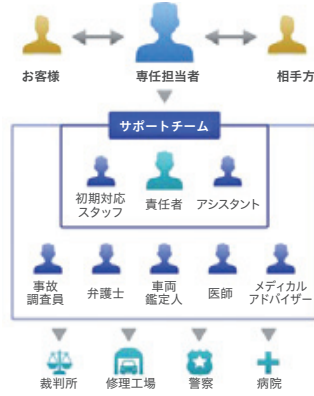 お客様
専任担当者
相手方
サポートチーム
初期対応
スタッフ
責任者
アシスタント
事故
調査員
弁護士
車両
鑑定人
医師
メディカル
アドバイザー
裁判所
修理工場
警察
病院